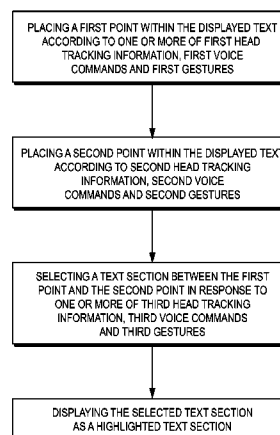 PLACING A FIRST POINT WITHIN THE DISPLAYED TEXT
ACCORDING TO ONE OR MORE OF FIRST HEAD
TRACKING INFORMATION, FIRST VOICE
COMMANDS AND FIRST GESTURES
PLACING A SECOND POINT WITHIN THE DISPLAYED TEXT
ACCORDING TO SECOND HEAD TRACKING
INFORMATION, SECOND VOICE
COMMANDS AND SECOND GESTURES
SELECTING A TEXT SECTION BETWEEN THE FIRST
POINT AND THE SECOND POINT IN RESPONSE TO
ONE OR MORE OF THIRD HEAD TRACKING
INFORMATION, THIRD VOICE COMMANDS
AND THIRD GESTURES
DISPLAYING THE SELECTED TEXT SECTION
AS A HIGHLIGHTED TEXT SECTION